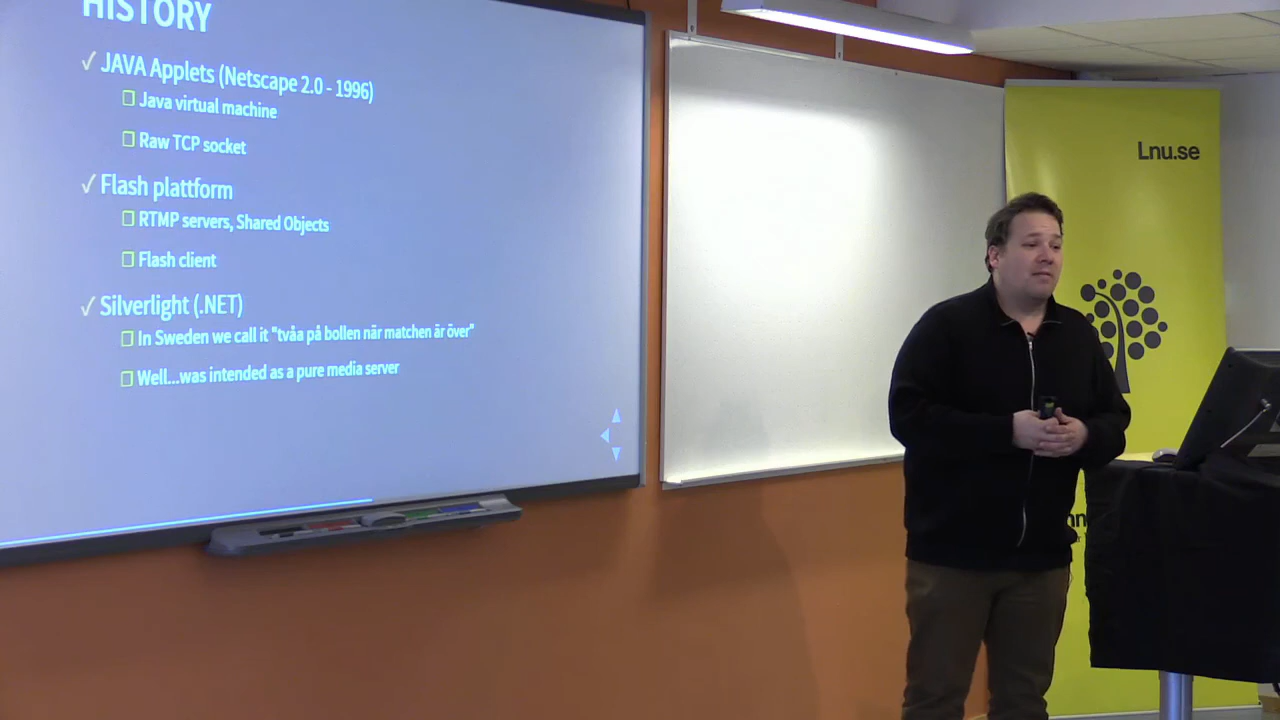 HISTORY
✓ JAVA Applets (Netscape 2.0 - 1996)
Java virtual machine
Raw TCP socket
✓ Flash plattform
RTMP servers, Shared Objects
Flash client
✓ Silverlight (.NET)
In Sweden we call it "tvåa på bollen när matchen är över"
Well...was intended as a pure media server
Lnu.se